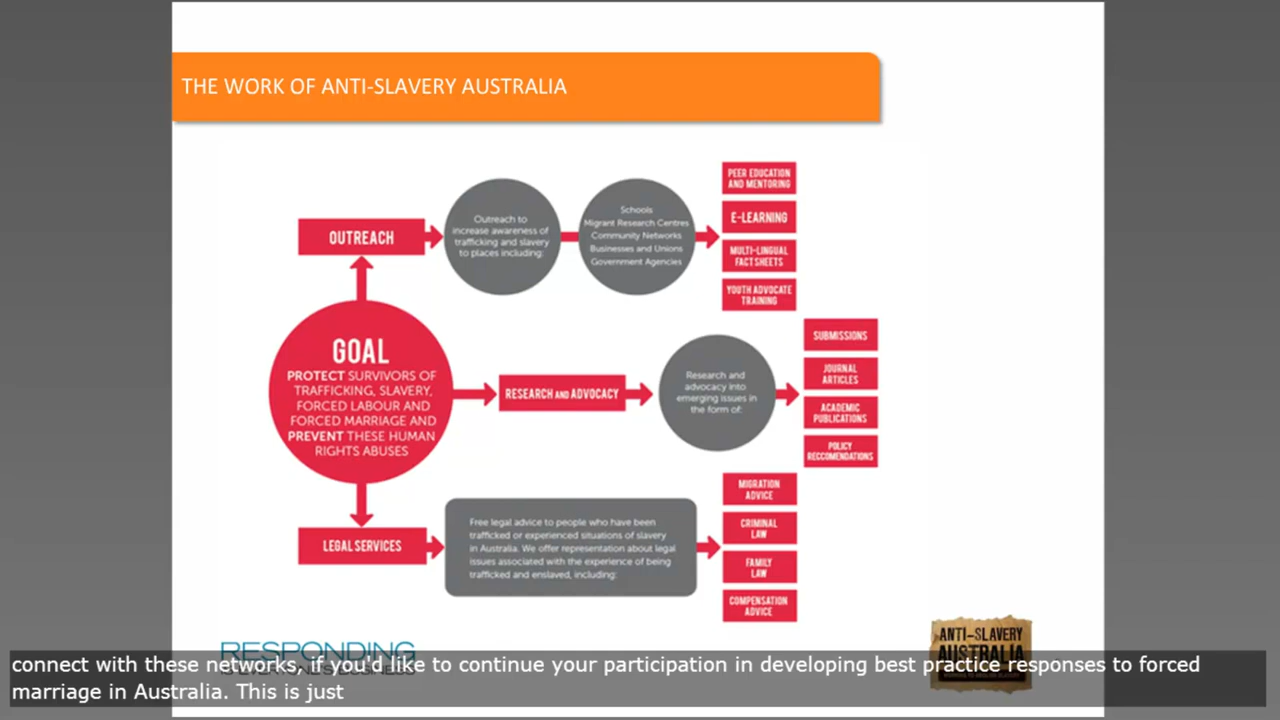 THE WORK OF ANTI-SLAVERY AUSTRALIA
OUTREACH
Outreach to
increase awareness of
trafficking and slavery
to places including:
Schools
Migrant Research Centres
Community Networks
Businesses and Unions
Government Agencies
PEER EDUCATION
AND MENTORING
E-LEARNING
MULTI-LINGUAL
FACT SHEETS
YOUTH ADVOCATE
TRAINING
GOAL
PROTECT SURVIVORS OF
TRAFFICKING, SLAVERY,
FORCED LABOUR AND
FORCED MARRIAGE AND
PREVENT THESE HUMAN
RIGHTS ABUSES
RESEARCH AND ADVOCACY
Research and
advocacy into
emerging issues in
the form of:
SUBMISSIONS
JOURNAL
ARTICLES
ACADEMIC
PUBLICATIONS
POLICY
RECCOMENDATIONS
LEGAL SERVICES
Free legal advice to people who have been
trafficked or experienced situations of slavery
in Australia. We offer representation about legal
issues associated with the experience of being
trafficked and enslaved, including:
MIGRATION
ADVICE
CRIMINAL
LAW
FAMILY
LAW
COMPENSATION
ADVICE
RESPONDING
IS EVERYONE'S BUSINESS
ANTI-SLAVERY
AUSTRALIA
connect with these networks, if you'd like to continue your participation in developing best practice responses to forced
marriage in Australia. This is just